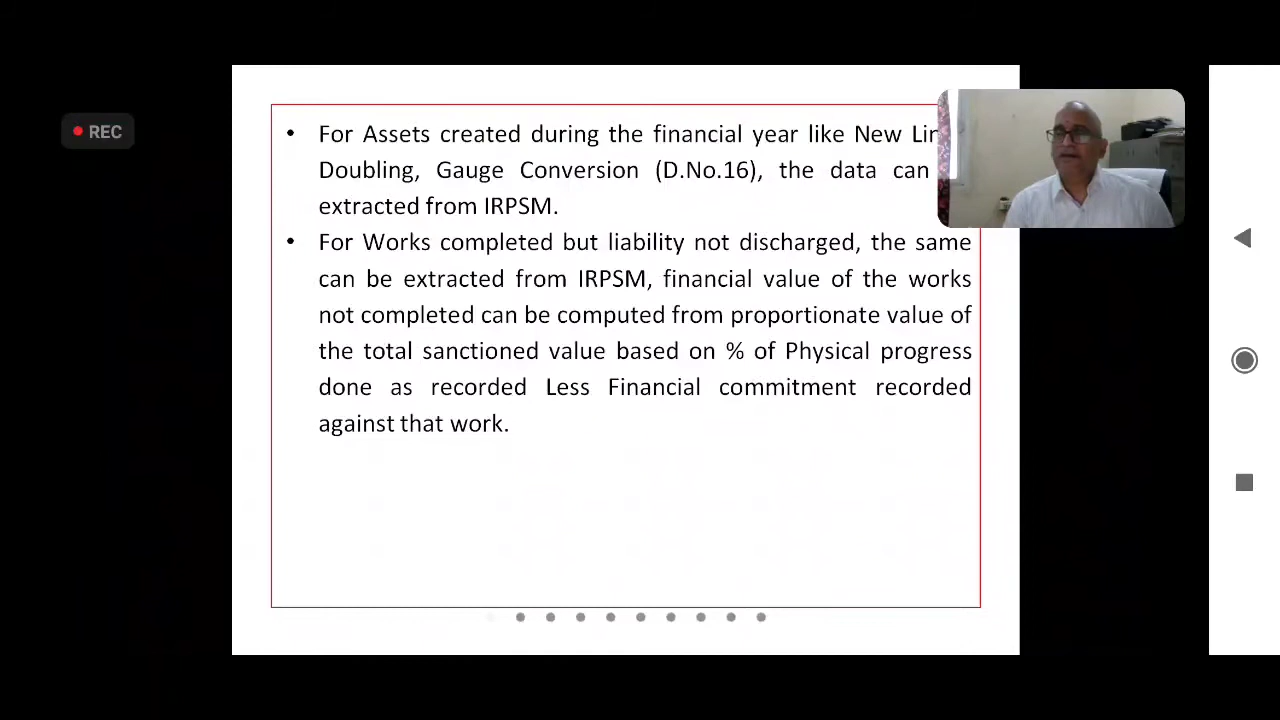 REC
• For Assets created during the financial year like New
Doubling, Gauge Conversion (D.No.16), the data can
extracted from IRPSM.
• For Works completed but liability not discharged, the same
can be extracted from IRPSM, financial value of the works
not completed can be computed from proportionate value of
the total sanctioned value based on % of Physical progress
done as recorded Less Financial commitment recorded
against that work.